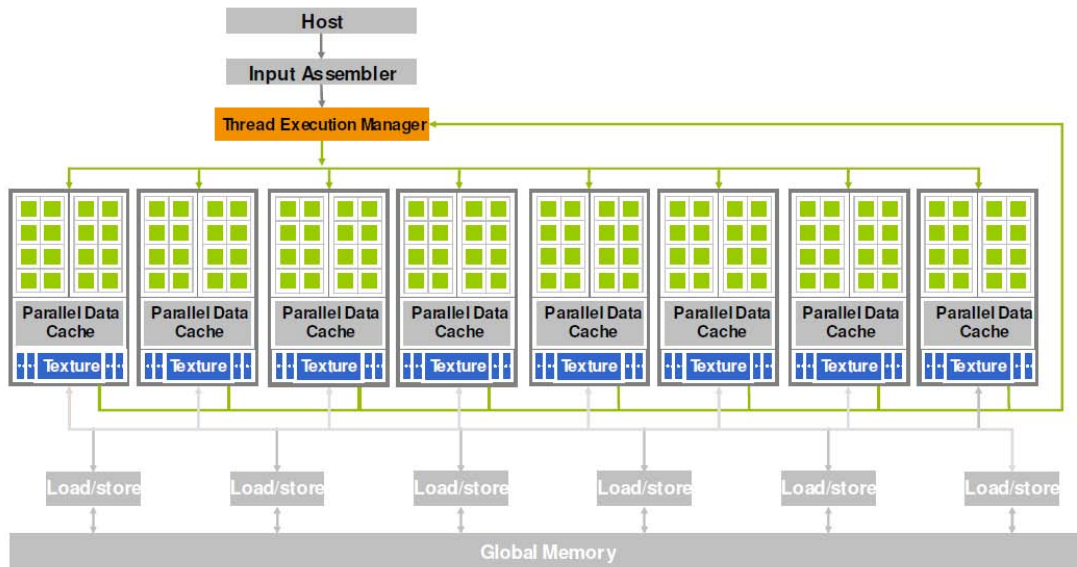 Host
Input Assembler
Thread Execution Manager
Parallel Data
Cache
Parallel Data
Cache
Parallel Data
Cache
Parallel Data
Cache
Parallel Data
Cache
Parallel Data
Cache
Parallel Data
Cache
Parallel Data
Cache
Texture
Texture
Texture
Texture
Texture
Texture
Texture
Texture
Load/store
Load/store
Load/store
Load/store
Load/store
Load/store
Global Memory